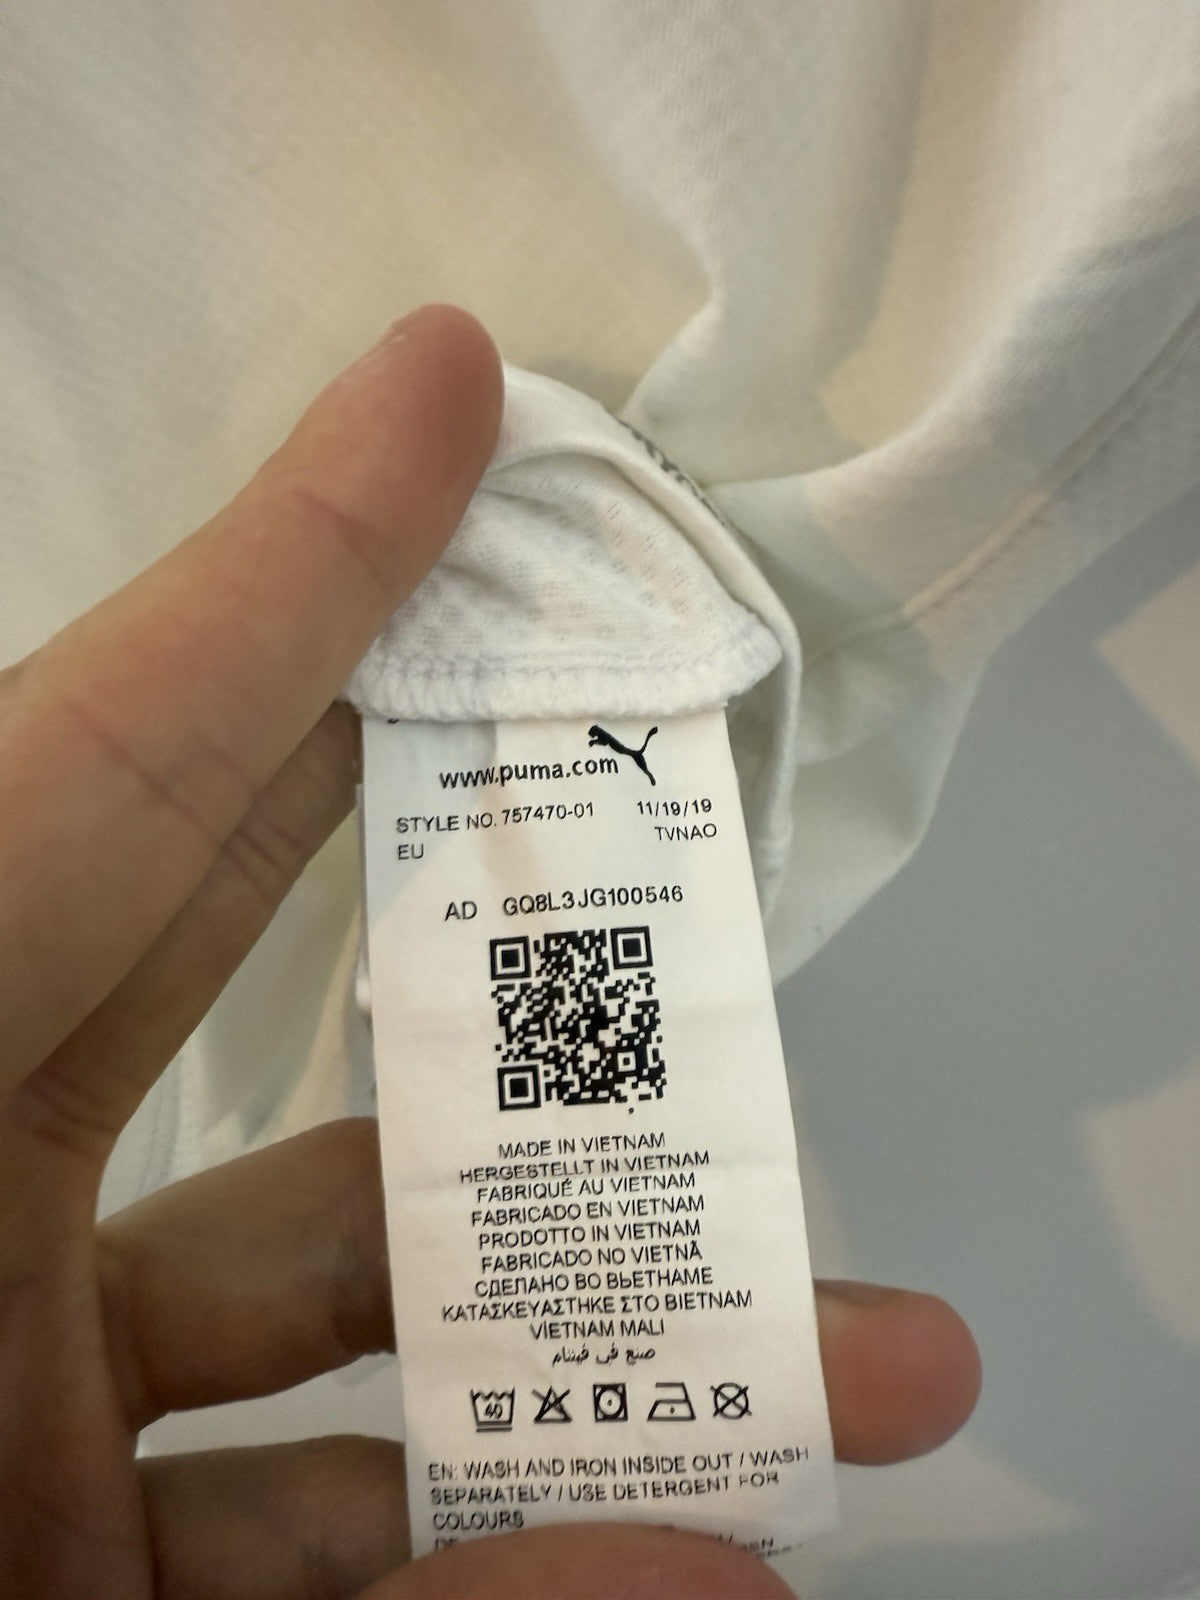 www.puma.com
STYLE NO. 757470-01 11/19/19
EU TVNAO
AD GQ8L3JG100546
MADE IN VIETNAM
HERGESTELLT IN VIETNAM
FABRIQUÉ AU VIETNAM
FABRICADO EN VIETNAM
PRODOTTO IN VIETNAM
FABRICADO NO VIETNÃ
СДЕЛАНО ВО ВЬЕТНАМЕ
ΚΑΤΑΣΚΕΥΑΣΤΗΚΕ ΣΤΟ ΒΙΕΤΝΑΜ
VİETNAM MALI
صنع في فيتنام
40
EN: WASH AND IRON INSIDE OUT / WASH
SEPARATELY / USE DETERGENT FOR
COLOURS